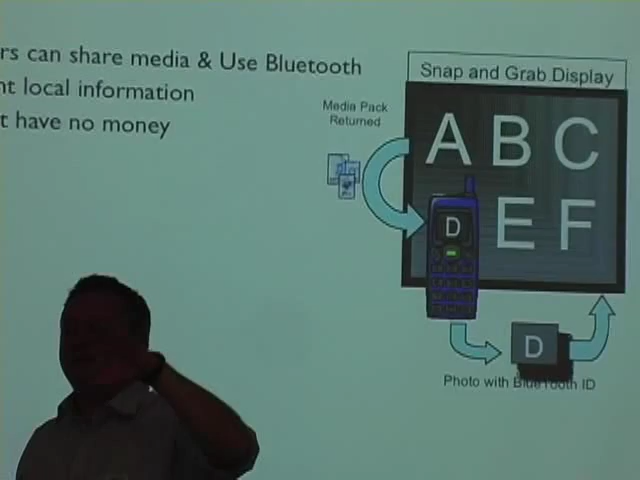 rs can share media & Use Bluetooth
nt local information
t have no money
Snap and Grab Display
Media Pack
Returned
A B C
D E F
D
Photo with BlueTooth ID